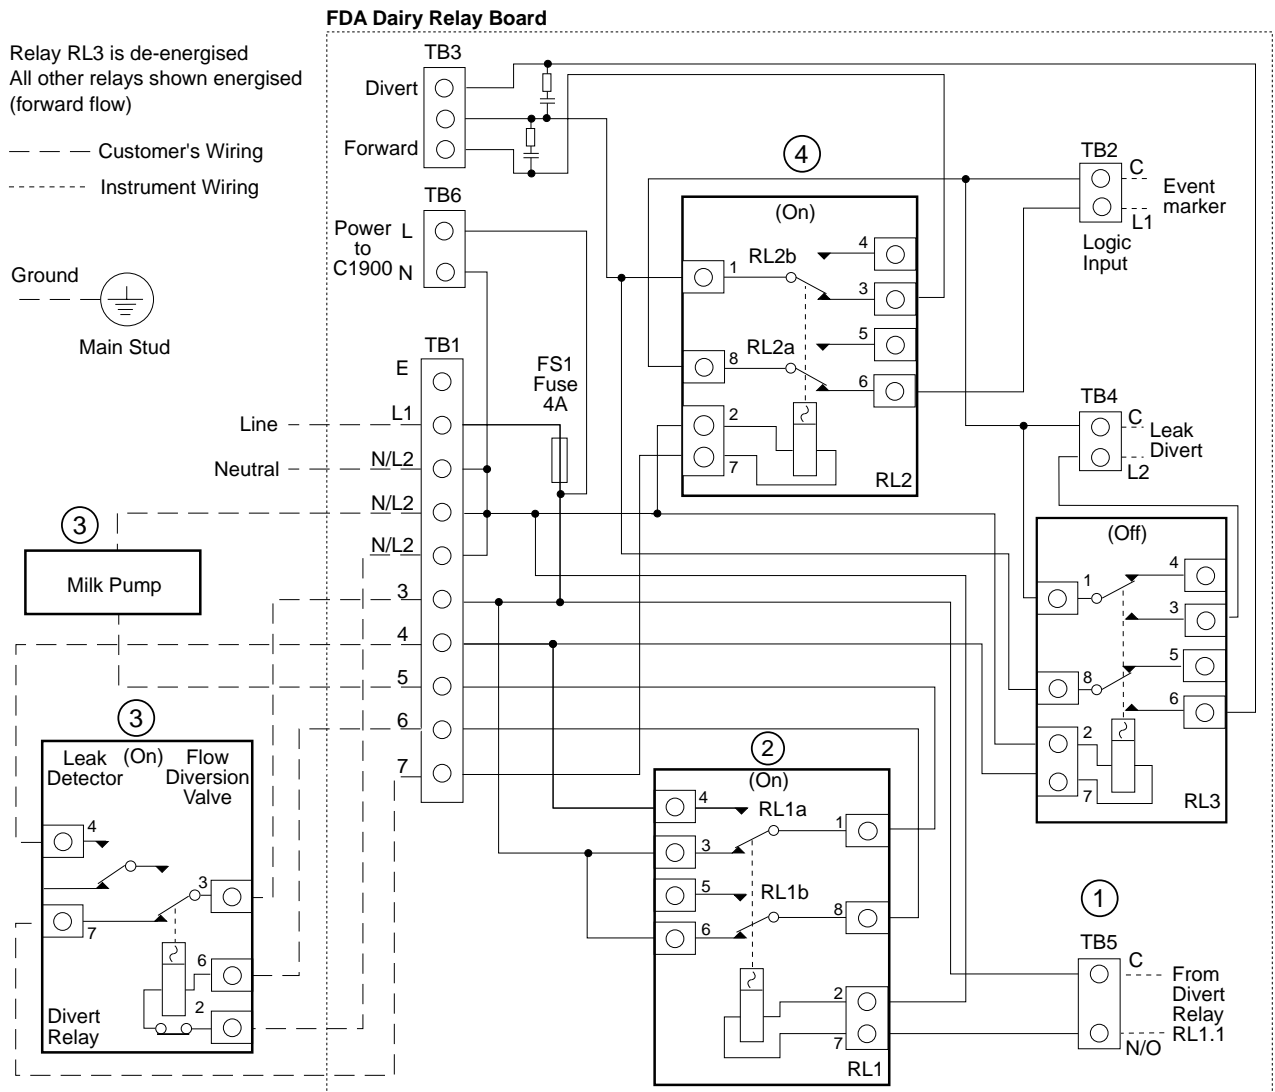 FDA Dairy Relay Board
Relay RL3 is de-energised
All other relays shown energised
(forward flow)
Customer's Wiring
Instrument Wiring
Ground
Main Stud
TB3
Divert
Forward
TB6
Power
to
C1900
L
N
TB1
E
L1
N/L2
N/L2
N/L2
3
4
5
6
7
Line
Neutral
FS1
Fuse
4A
4
(On)
RL2b
1
4
3
RL2a
8
5
6
2
7
RL2
TB2
C
L1
Event
marker
Logic
Input
TB4
C
L2
Leak
Divert
(Off)
1
4
3
8
5
6
2
7
RL3
3
Milk Pump
3
Leak
Detector
(On)
Flow
Diversion
Valve
4
3
7
6
2
Divert
Relay
2
(On)
4
RL1a
1
3
5
RL1b
8
6
2
7
RL1
1
TB5
C
N/O
From
Divert
Relay
RL1.1